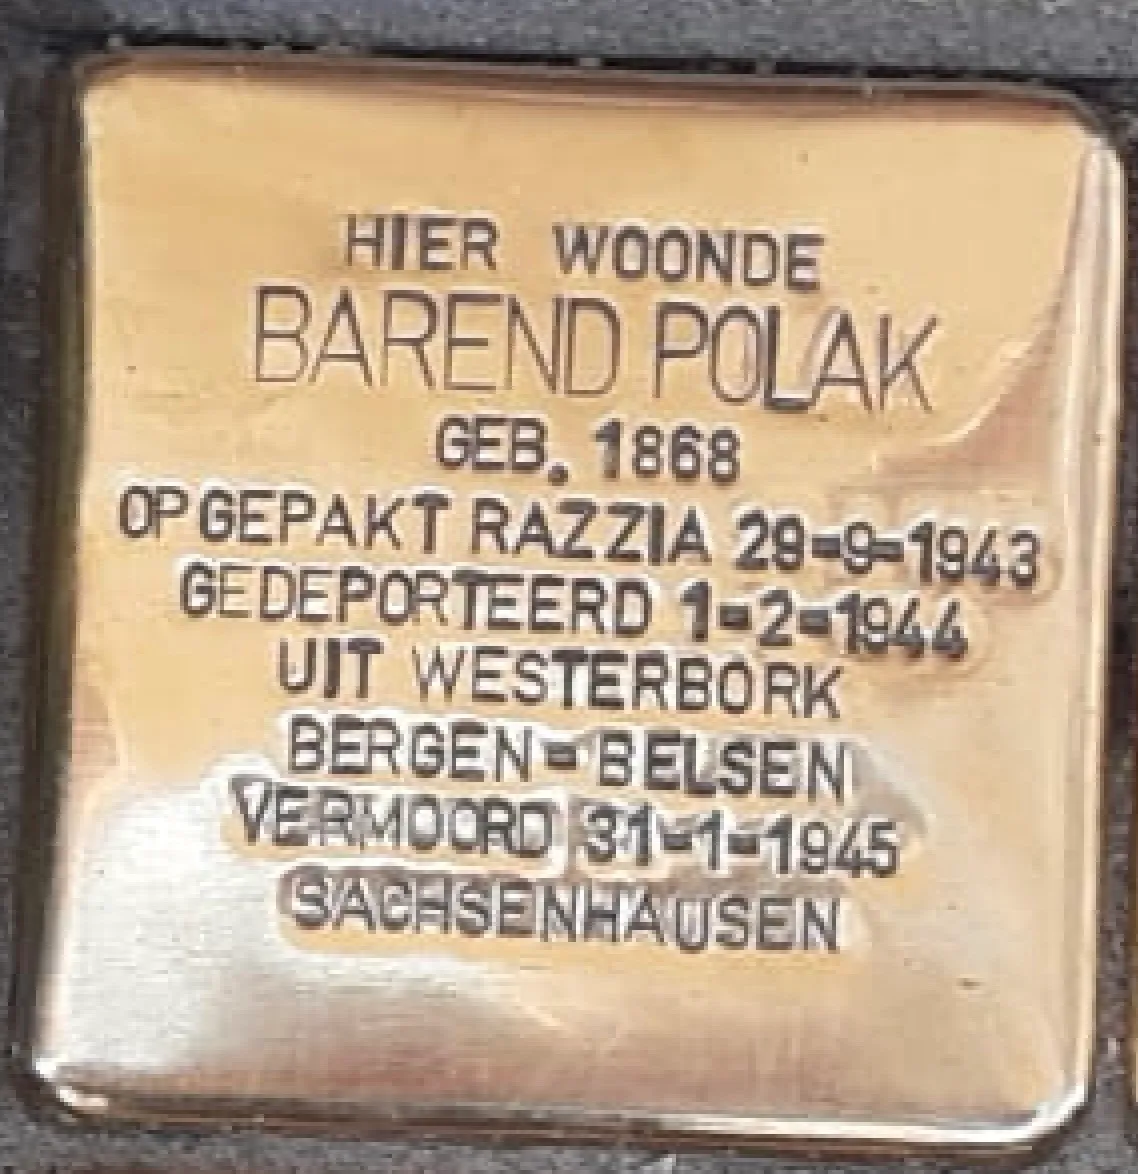 HIER WOONDE
BAREND POLAK
GEB. 1868
OPGEPAKT RAZZIA 29-9-1943
GEDEPORTEERD 1-2-1944
UIT WESTERBORK
BERGEN-BELSEN
VERMOORD 31-1-1945
SACHSENHAUSEN